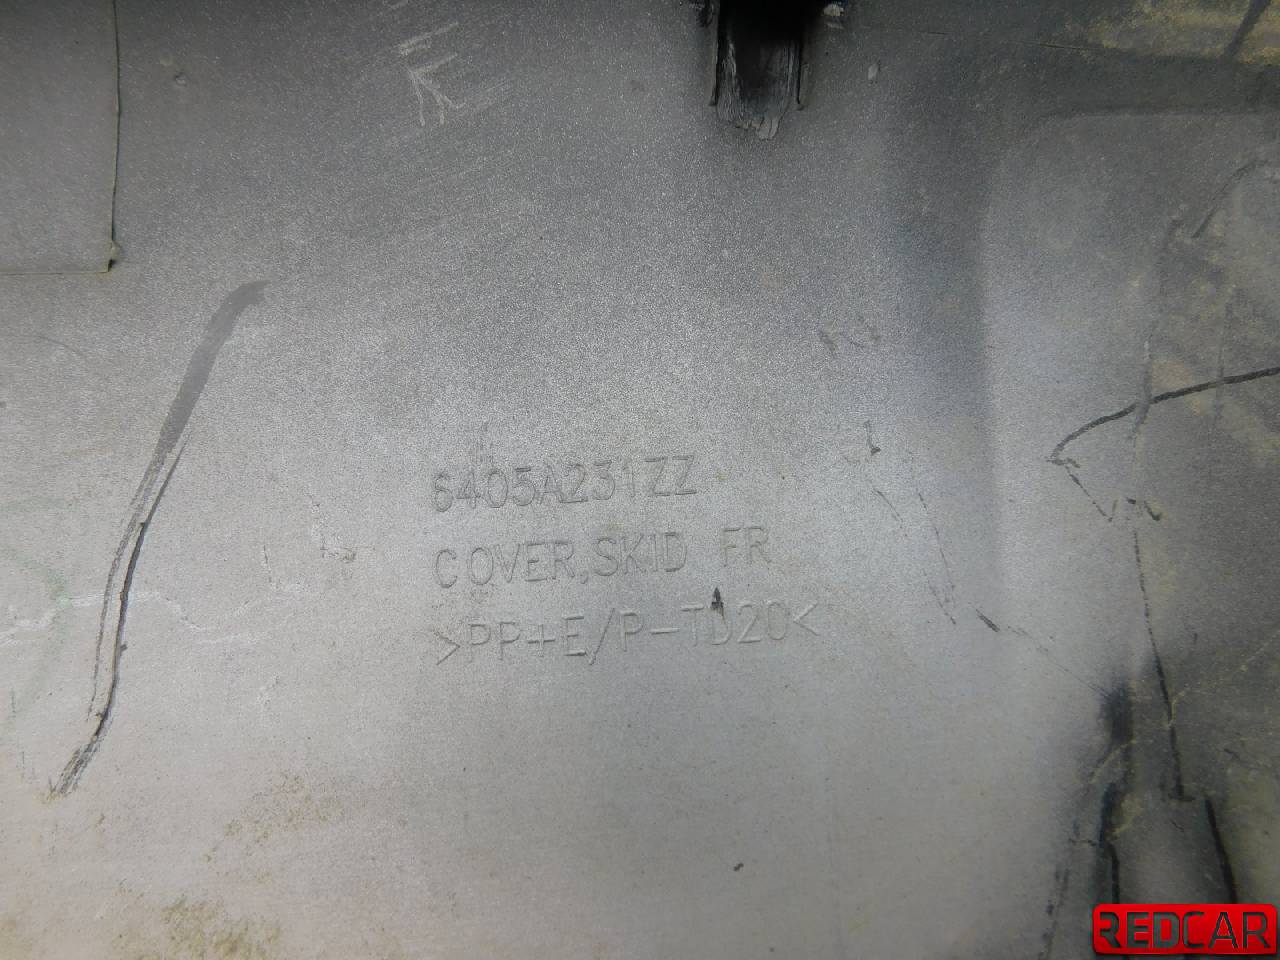 6405A231ZZ
COVER,SKID FR
>PP+E/P-TD20<
REDCAR